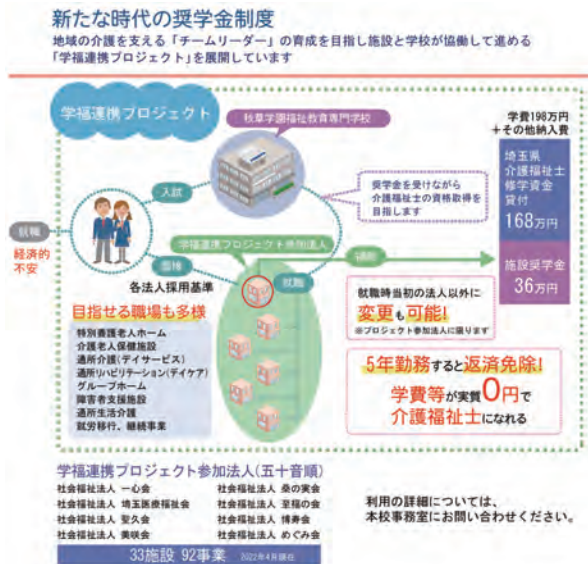 新たな時代の奨学金制度
地域の介護を支える「チームリーダー」の育成を目指し施設と学校が協働して進める
「学福連携プロジェクト」を展開しています
学福連携プロジェクト
秋草学園福祉教育専門学校
学費198万円
+その他納入費
埼玉県
介護福祉士
修学資金
貸付
168万円
入試
奨学金を受けながら
介護福祉士の資格取得を
目指します
就職
経済的
不安
学福連携プロジェクト参加法人
面接
各法人採用基準
就職
補助
施設奨学金
36万円
目指せる職場も多様
特別養護老人ホーム
介護老人保健施設
通所介護(デイサービス)
通所リハビリテーション(デイケア)
グループホーム
障害者支援施設
通所生活介護
就労移行、継続事業
就職時当初の法人以外に
変更も可能!
※プロジェクト参加法人に限ります
5年勤務すると返済免除!
学費等が実質0円で
介護福祉士になれる
学福連携プロジェクト参加法人(五十音順)
社会福祉法人 一心会
社会福祉法人 桑の実会
社会福祉法人 埼玉医療福祉会
社会福祉法人 至福の会
社会福祉法人 聖久会
社会福祉法人 博寿会
社会福祉法人 美咲会
社会福祉法人 めぐみ会
33施設 92事業 2022年4月現在
利用の詳細については、
本校事務室にお問い合わせください。